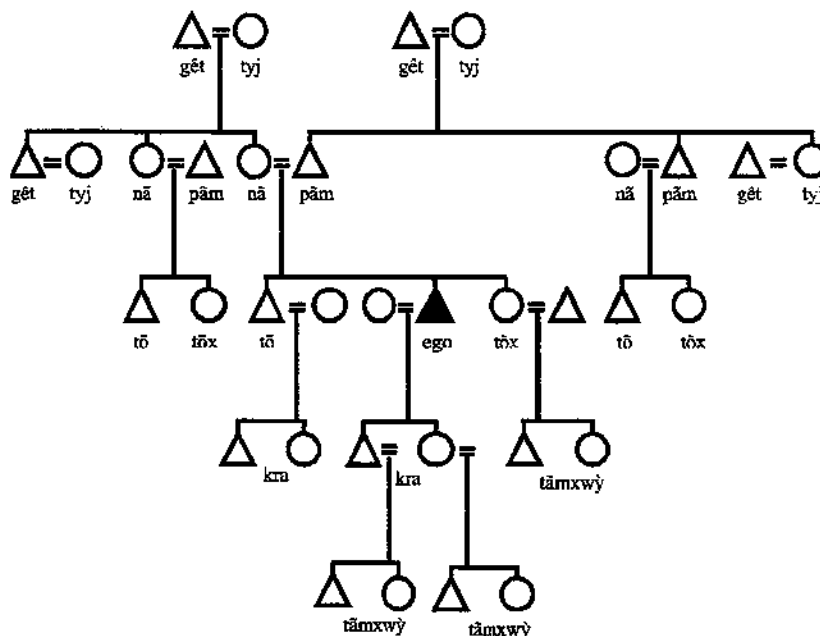 gêt tyj gêt tyj
gêt tyj nã pãm nã pãm nã pãm gêt tyj
tõ tõx tõ ego tõx tõ tõx
kra kra tãmxwỳ
tãmxwỳ tãmxwỳ